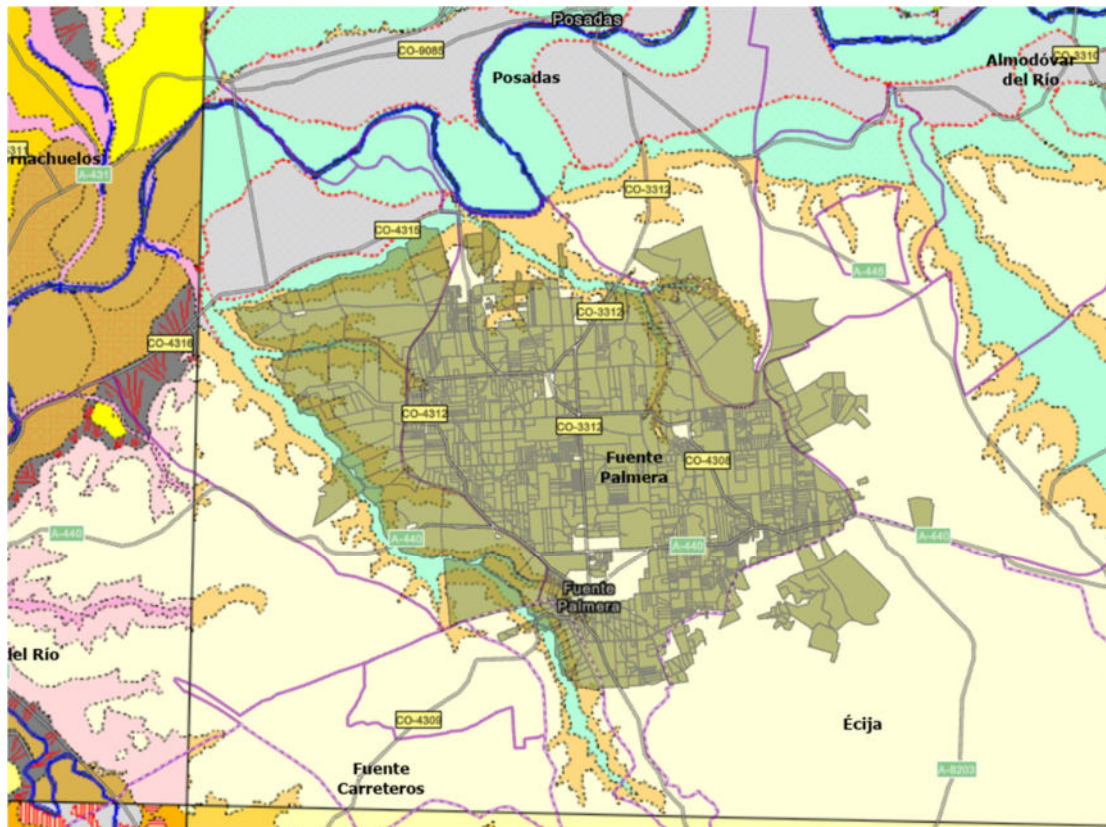 Posadas
CO-9085
Posadas
Almodóvar
del Río
CO-3310
5311
rnachuelos
A-431
CO-3312
CO-4315
A-445
CO-3312
CO-4316
CO-4312
CO-3312
Fuente
Palmera
CO-4308
A-440
A-440
A-440
A-440
Fuente
Palmera
del Río
CO-4309
Écija
Fuente
Carreteros
A-8203